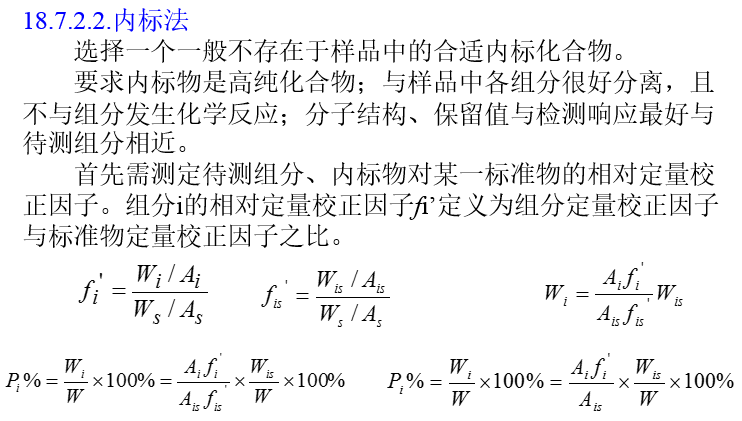 18.7.2.2.内标法
选择一个一般不存在于样品中的合适内标化合物。
要求内标物是高纯化合物；与样品中各组分很好分离，且
不与组分发生化学反应；分子结构、保留值与检测响应最好与
待测组分相近。
首先需测定待测组分、内标物对某一标准物的相对定量校
正因子。组分i的相对定量校正因子fi’定义为组分定量校正因子
与标准物定量校正因子之比。
f_i' = (W_i / A_i) / (W_s / A_s)  f_is' = (W_is / A_is) / (W_s / A_s)  W_i = (A_i f_i') / (A_is f_is') W_is
P_i% = W_i / W × 100% = (A_i f_i') / (A_is f_is') × W_is / W × 100%  P_i% = W_i / W × 100% = (A_i f_i') / A_is × W_is / W × 100%